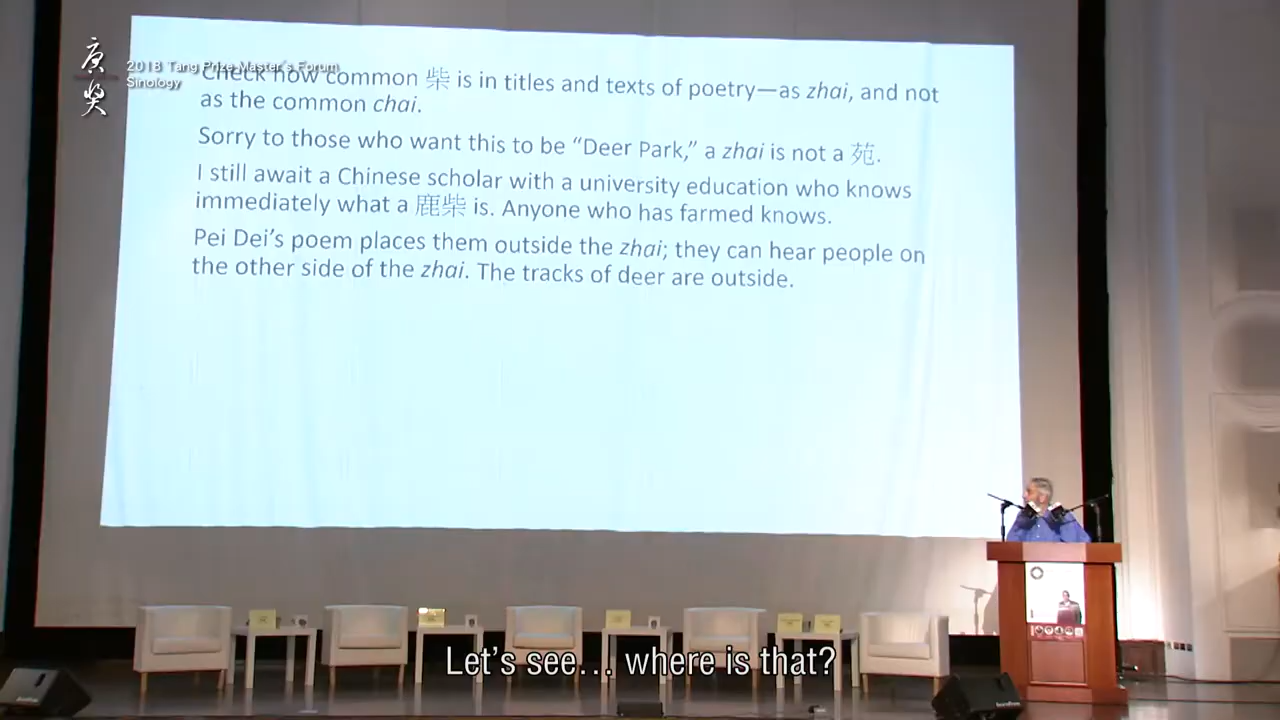 唐獎
2018 Tang Prize Master's Forum
Sinology
Check how common 柴 is in titles and texts of poetry—as zhai, and not
as the common chai.
Sorry to those who want this to be “Deer Park,” a zhai is not a 苑.
I still await a Chinese scholar with a university education who knows
immediately what a 鹿柴 is. Anyone who has farmed knows.
Pei Dei’s poem places them outside the zhai; they can hear people on
the other side of the zhai. The tracks of deer are outside.
Let’s see… where is that?